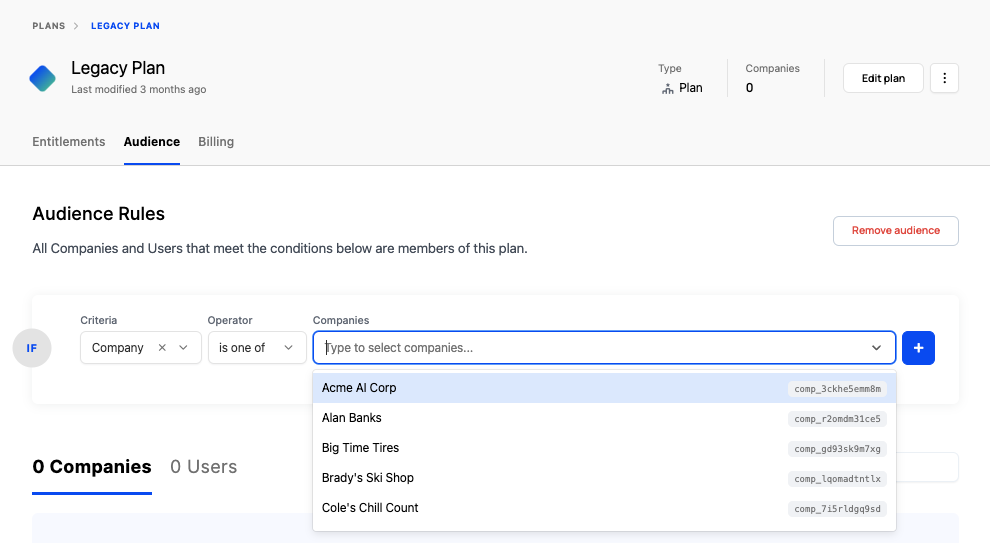 PLANS > LEGACY PLAN
Legacy Plan
Last modified 3 months ago
Type
Plan
Companies
0
Edit plan
Entitlements Audience Billing
Audience Rules
All Companies and Users that meet the conditions below are members of this plan.
Remove audience
IF
Criteria Operator Companies
Company is one of Type to select companies...
Acme AI Corp comp_3ckhe5emm8m
Alan Banks comp_r2omdm31ce5
Big Time Tires comp_gd93sk9m7xg
Brady's Ski Shop comp_lqomadtntlx
Cole's Chill Count comp_7i5rldgq9sd
0 Companies 0 Users